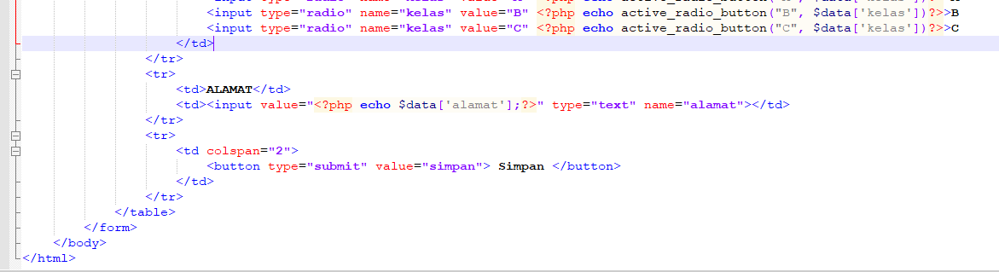 <input type="radio" name="kelas" value="B" <?php echo active_radio_button("B", $data['kelas'])?>>B
<input type="radio" name="kelas" value="C" <?php echo active_radio_button("C", $data['kelas'])?>>C
</td>
</tr>
<tr>
<td>ALAMAT</td>
<td><input value="<?php echo $data['alamat'];?>" type="text" name="alamat"></td>
</tr>
<tr>
<td colspan="2">
<button type="submit" value="simpan"> Simpan </button>
</td>
</tr>
</table>
</form>
</body>
</html>